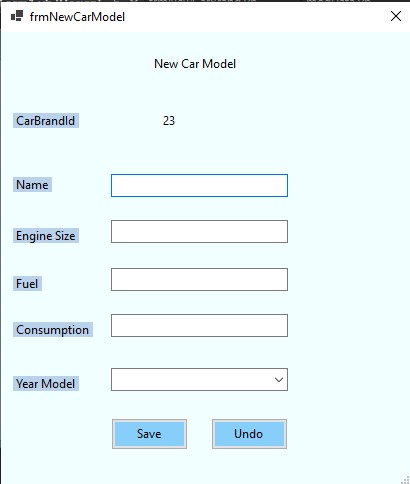 frmNewCarModel
New Car Model
CarBrandId 23
Name
Engine Size
Fuel
Consumption
Year Model
Save Undo